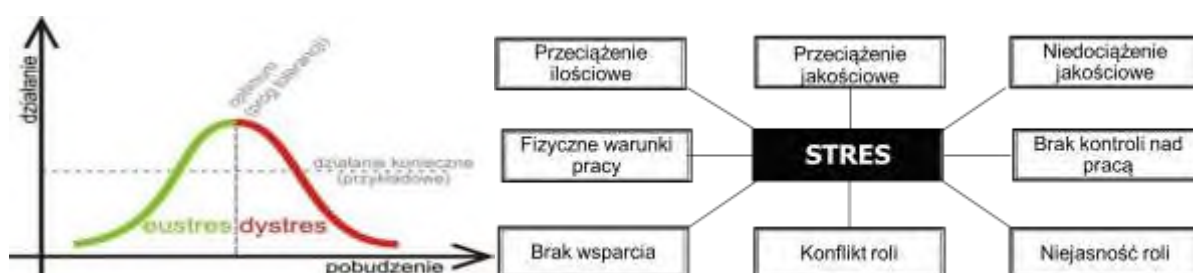 działanie
optimum
(próg tolerancji)
działanie konieczne
(przykładowe)
eustres dystres
pobudzenie
Przeciążenie
ilościowe
Przeciążenie
jakościowe
Niedociążenie
jakościowe
Fizyczne warunki
pracy
STRES
Brak kontroli nad
pracą
Brak wsparcia
Konflikt roli
Niejasność roli